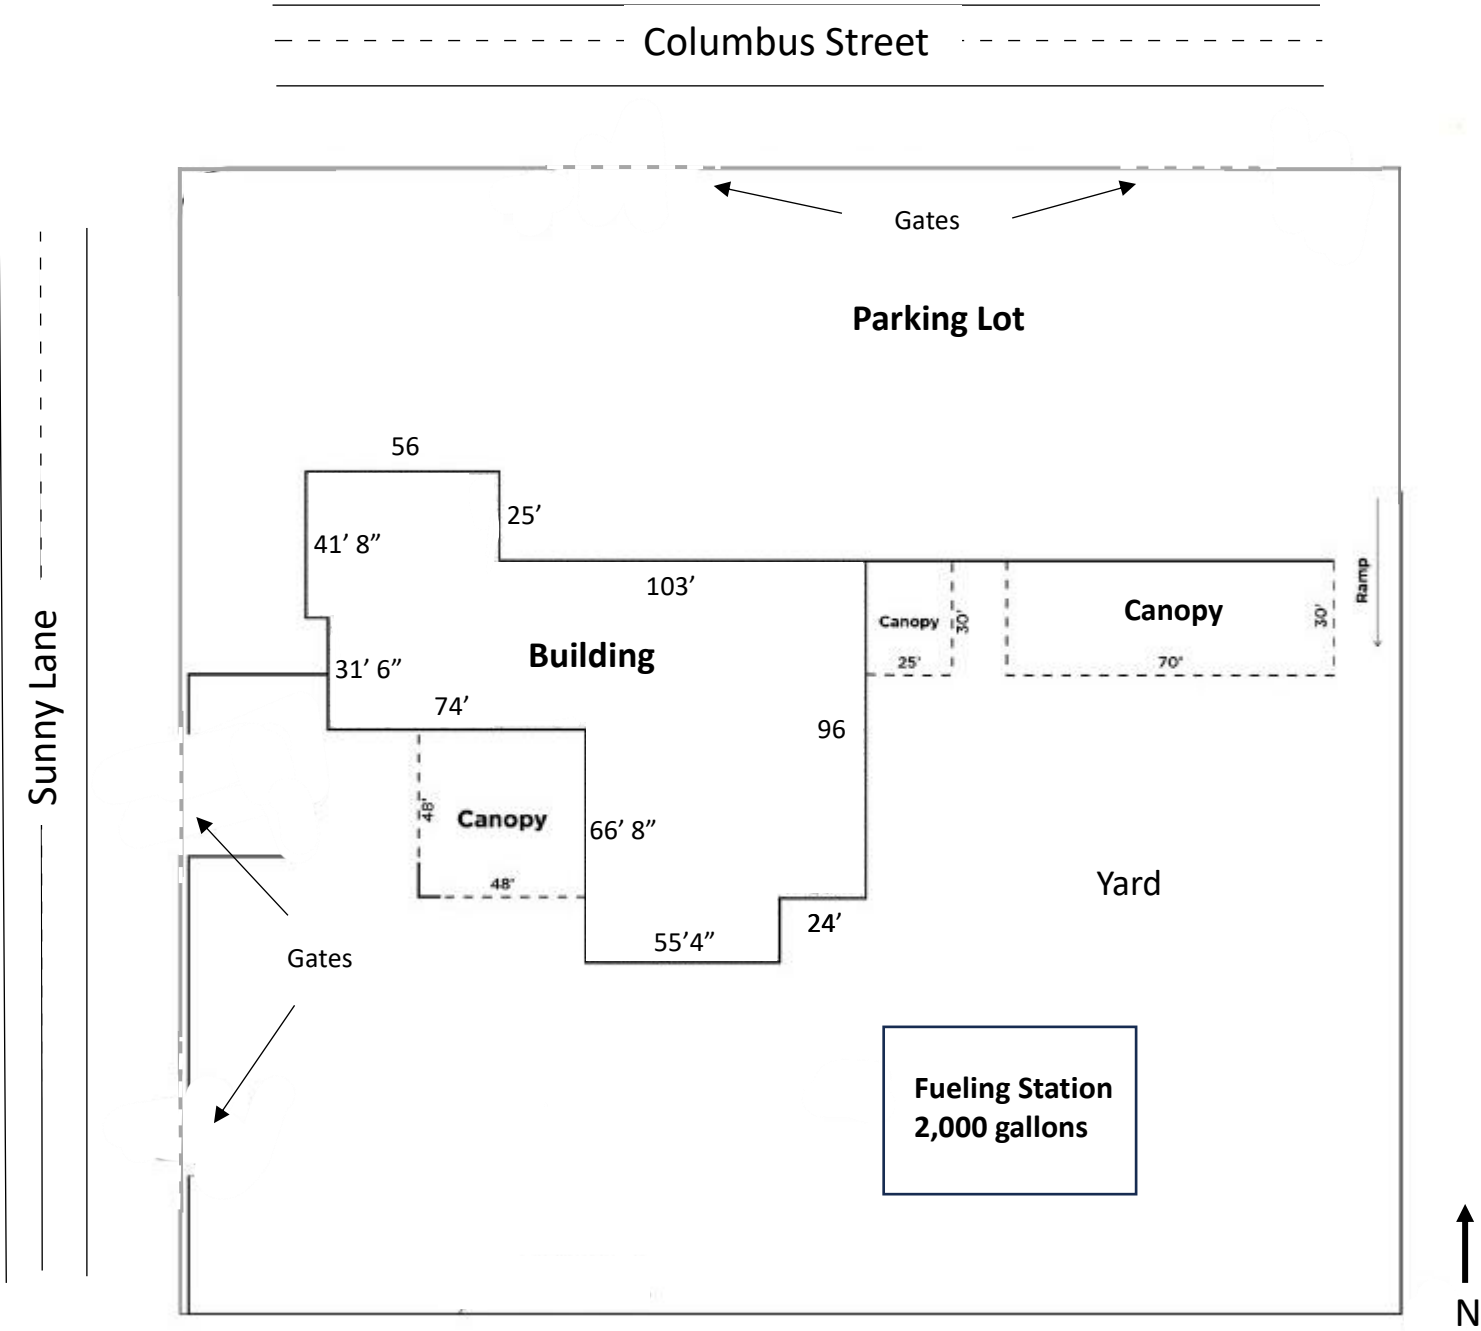 Columbus Street
Gates
Parking Lot
56
25’
41’ 8”
103’
Canopy
30’
25’
Canopy
30’
70’
Ramp
Building
31’ 6”
74’
96
Sunny Lane
48’
Canopy
48’
66’ 8”
Yard
24’
55’4”
Gates
Fueling Station
2,000 gallons
N